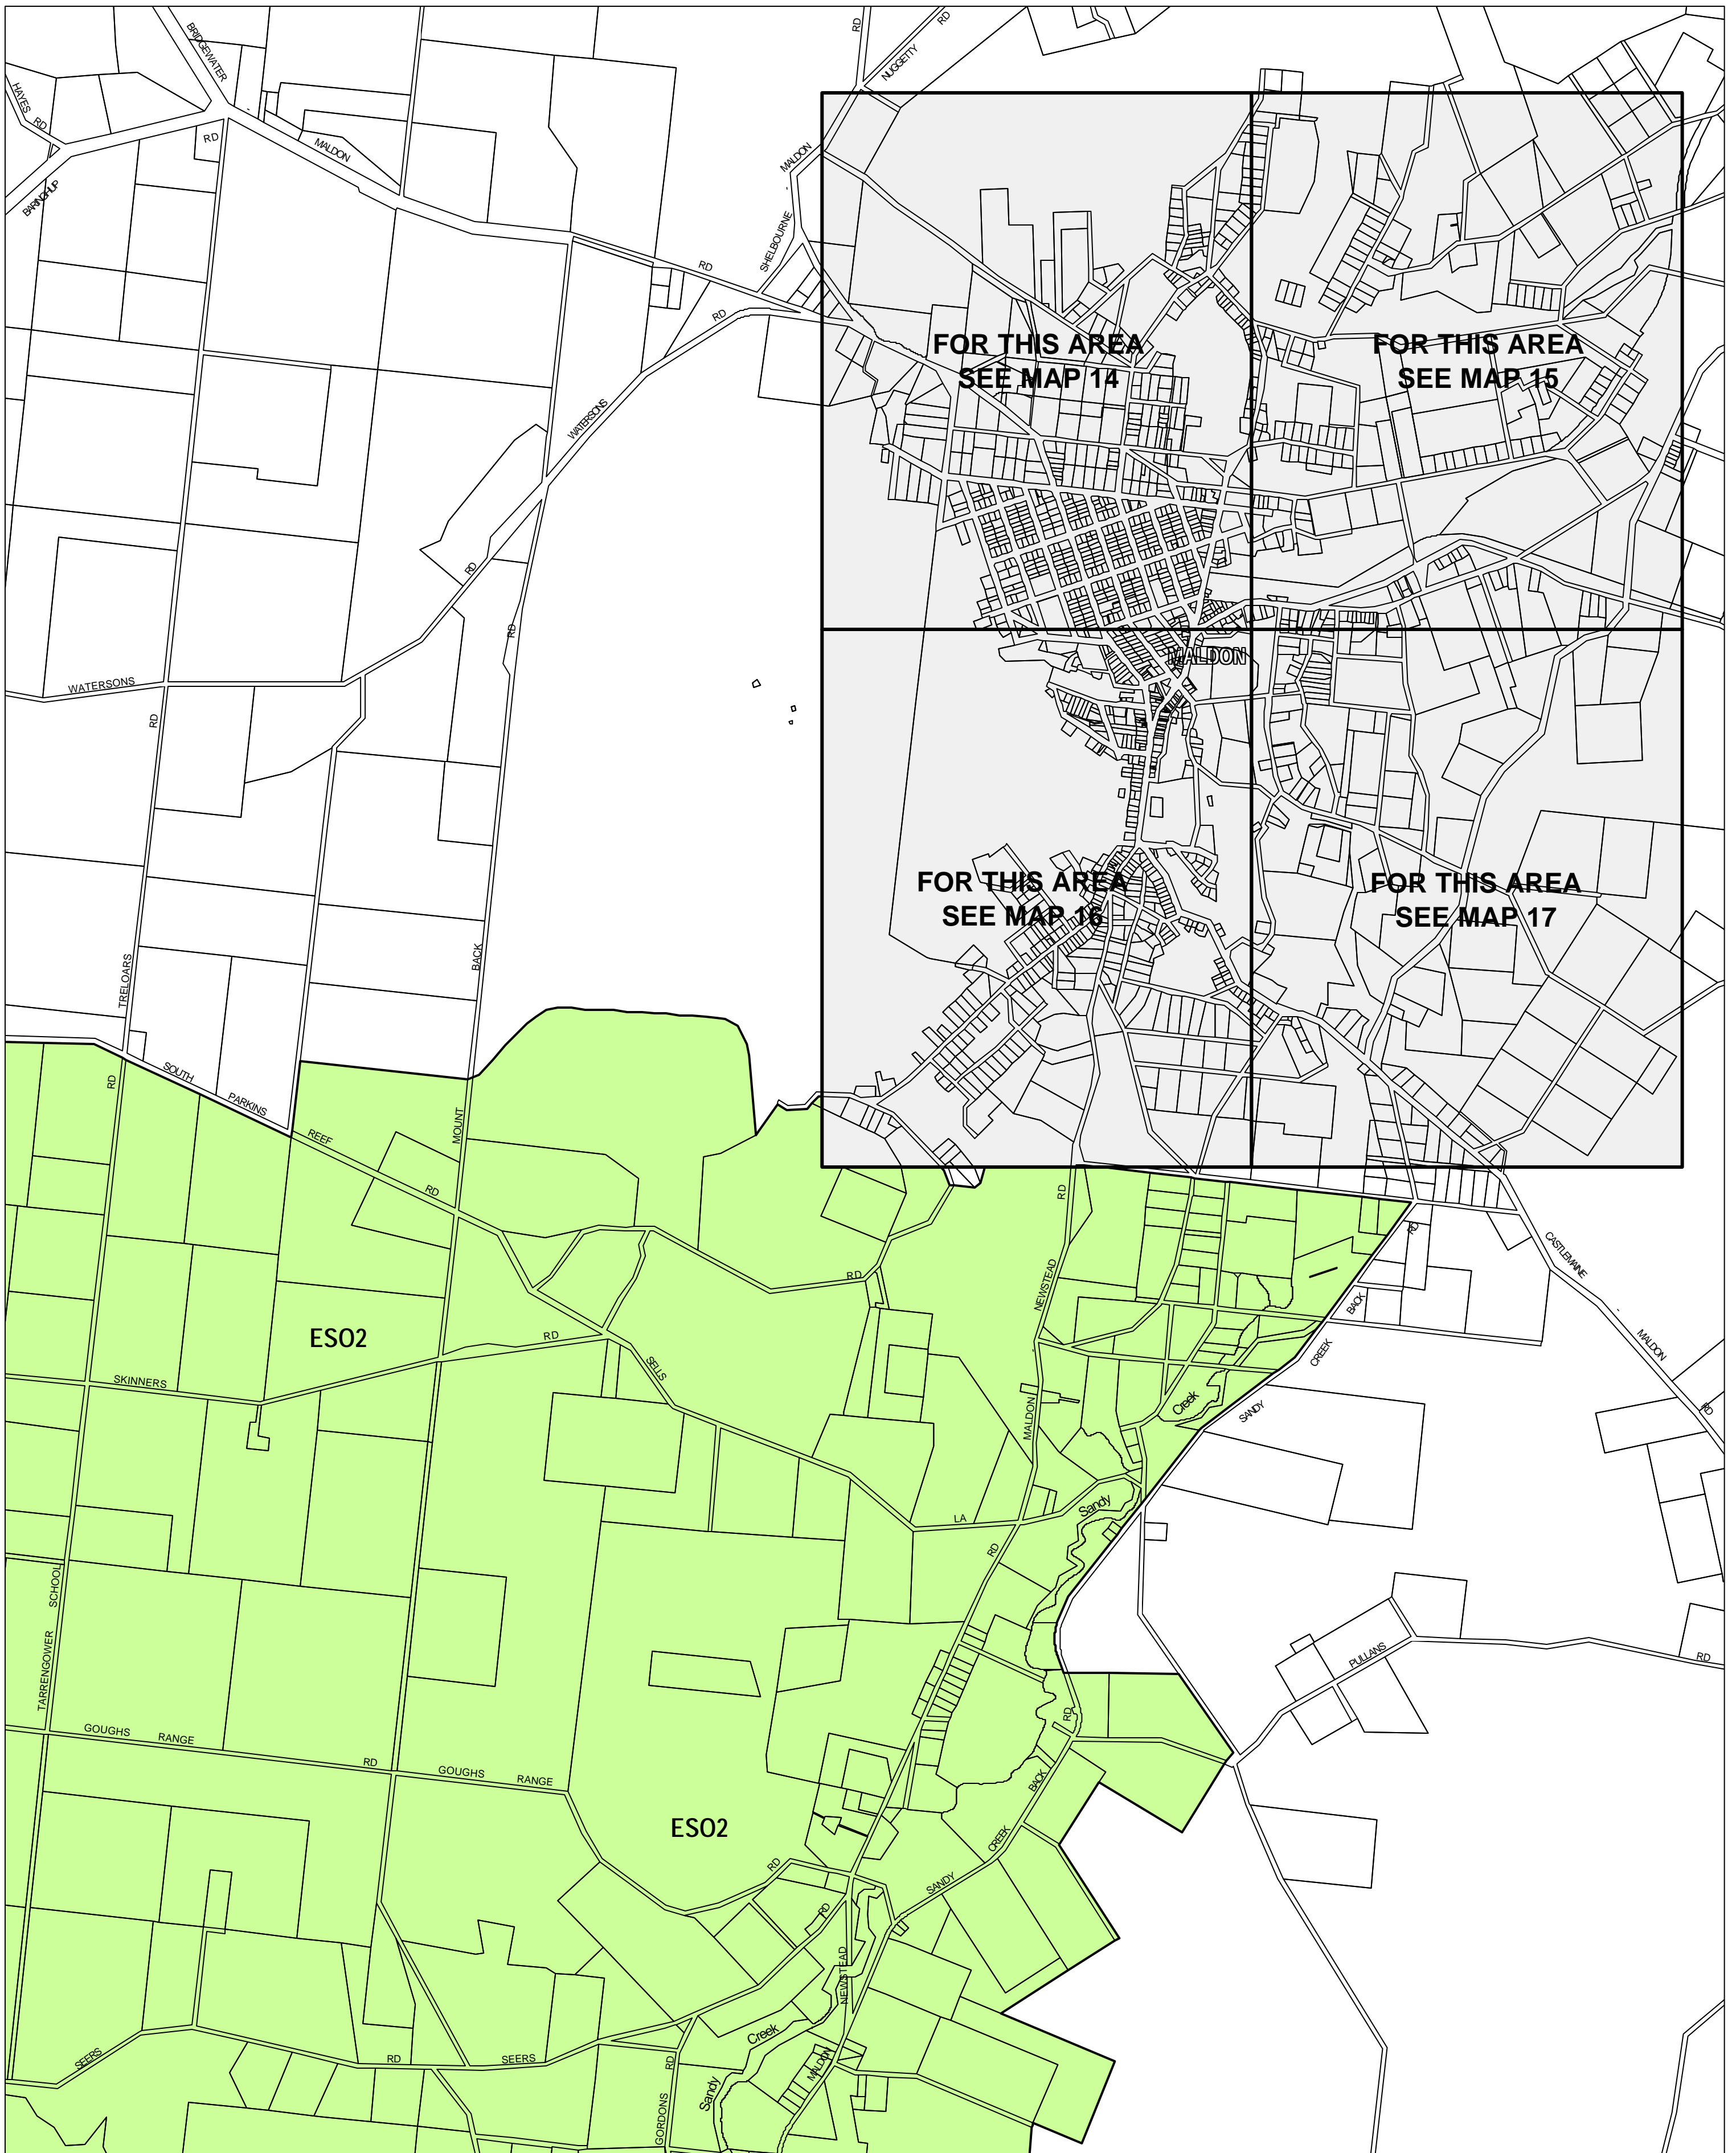 BRIDGEWATER
RD
RD
NUGGETTY
HAYES
RD
RD
MALDON
-
BARINGHUP
MALDON
-
SHELBOURNE
RD
RD
FOR THIS AREA
SEE MAP 14
FOR THIS AREA
SEE MAP 15
WATERSONS
RD
RD
MALDON
WATERSONS
RD
FOR THIS AREA
SEE MAP 16
FOR THIS AREA
SEE MAP 17
BACK
TRELOARS
SOUTH
RD
PARKINS
MOUNT
REEF
RD
RD
RD
CASTLEMAINE
-
RD
NEWSTEAD
-
BACK
ESO2
RD
SKINNERS
SELLS
CREEK
MALDON
MALDON
Creek
SANDY
RD
Sandy
LA
RD
SCHOOL
TARRENGOWER
PULLANS
RD
RD
GOUGHS
RANGE
RD
GOUGHS
RANGE
BACK
ESO2
CREEK
RD
SANDY
RD
NEWSTEAD
-
Creek
SEERS
RD
SEERS
RD
MALDON
Sandy
GORDONS